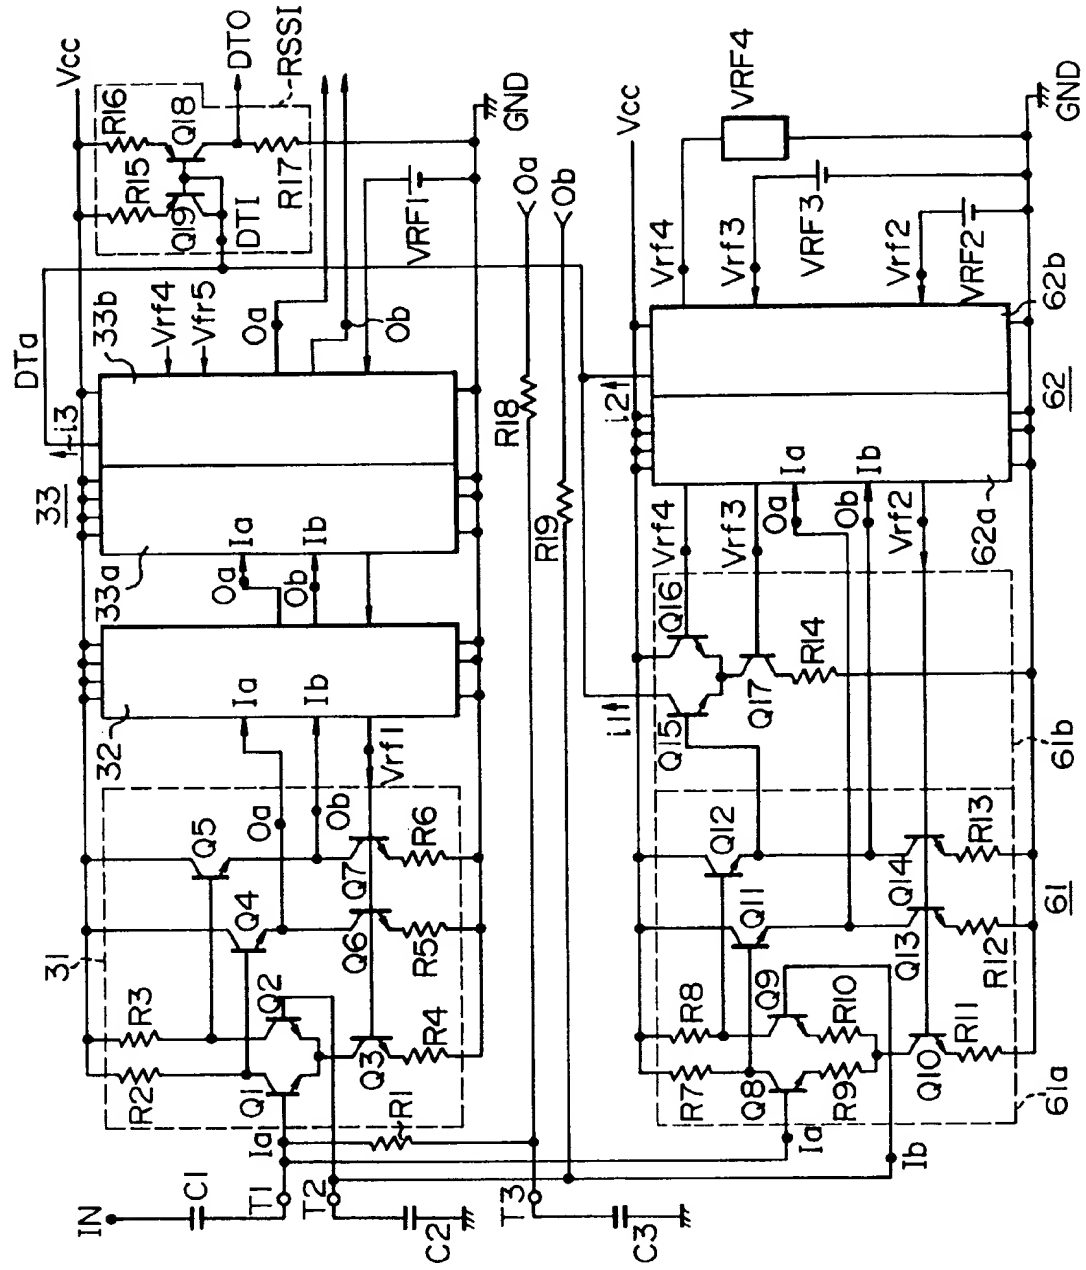 Vcc
R16
R15
Q18
Q19
DTO
RSSI
R17
DTI
GND
DTa
i3
33
33b
Vrf4
Vfr5
Oa
Ob
VRF1
Oa
Ob
R18
R19
33a
Ia
Ib
Oa
Ob
32
Ia
Ib
Vrf1
31
Q5
Q4
Oa
Ob
Q7
R6
Q6
R5
R3
R2
Q2
Q1
Q3
R4
Ia
R1
IN
C1
T1
T2
C2
T3
C3
Vcc
VRF4
Vrf4
Vrf3
VRF3
Vrf2
VRF2
GND
i2
62b
62
62a
Ia
Ib
Vrf4
Vrf3
Oa
Ob
Vrf2
i1
Q16
Q15
Q17
R14
61b
Q12
Q11
Q14
R13
Q13
R12
61
R8
R7
Q9
Q8
R10
R9
Q10
R11
61a
Ia
Ib